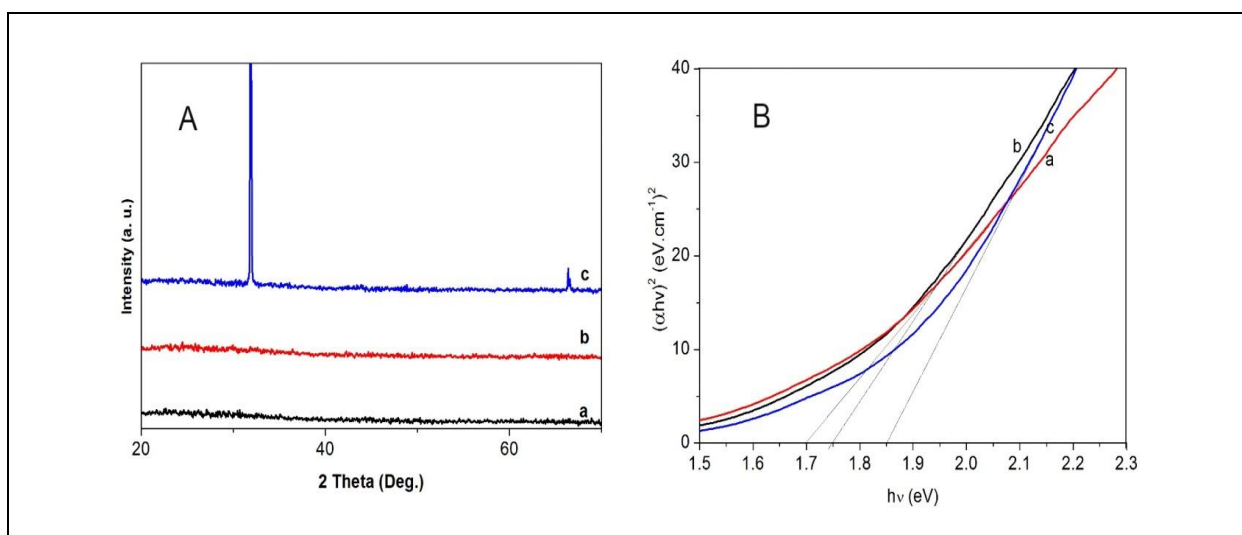 A
Intensity (a. u.)
c
b
a
20
40
60
2 Theta (Deg.)
B
(αhν)² (eV.cm⁻¹)²
40
30
20
10
0
b
c
a
1.5 1.6 1.7 1.8 1.9 2.0 2.1 2.2 2.3
hν (eV)